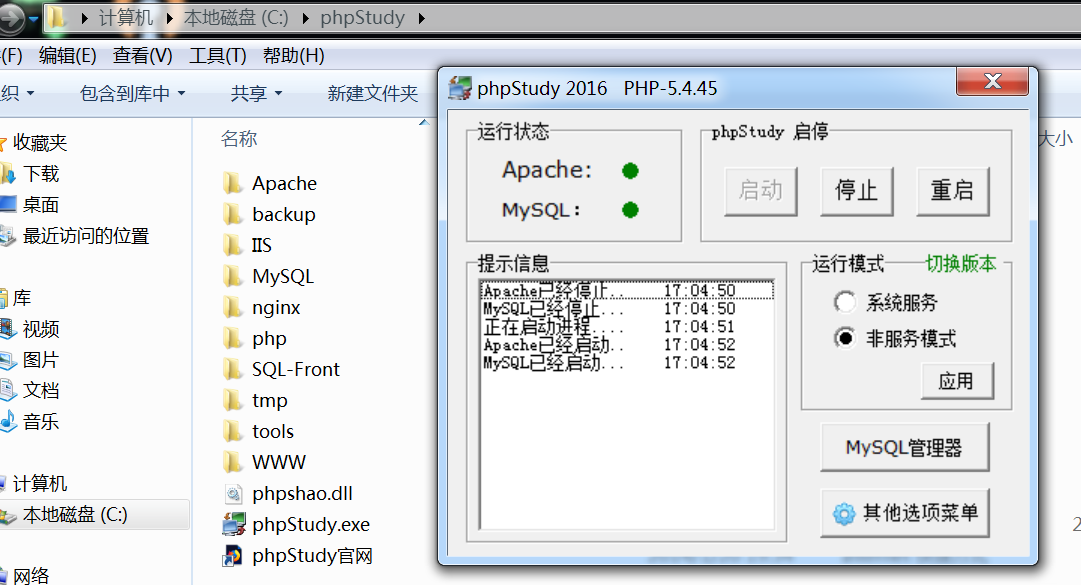 计算机 本地磁盘 (C:) phpStudy
(F) 编辑(E) 查看(V) 工具(T) 帮助(H)
织 包含到库中 共享 新建文件夹
收藏夹
下载
桌面
最近访问的位置
库
视频
图片
文档
音乐
计算机
本地磁盘 (C:)
网络
名称
大小
Apache
backup
IIS
MySQL
nginx
php
SQL-Front
tmp
tools
WWW
phpshao.dll
phpStudy.exe
phpStudy官网
phpStudy 2016 PHP-5.4.45
运行状态
Apache:
MySQL:
phpStudy 启停
启动 停止 重启
提示信息
Apache已经停止.. 17:04:50
MySQL已经停止... 17:04:50
正在启动进程.... 17:04:51
Apache已经启动.. 17:04:52
MySQL已经启动... 17:04:52
运行模式 切换版本
系统服务
非服务模式
应用
MySQL管理器
其他选项菜单